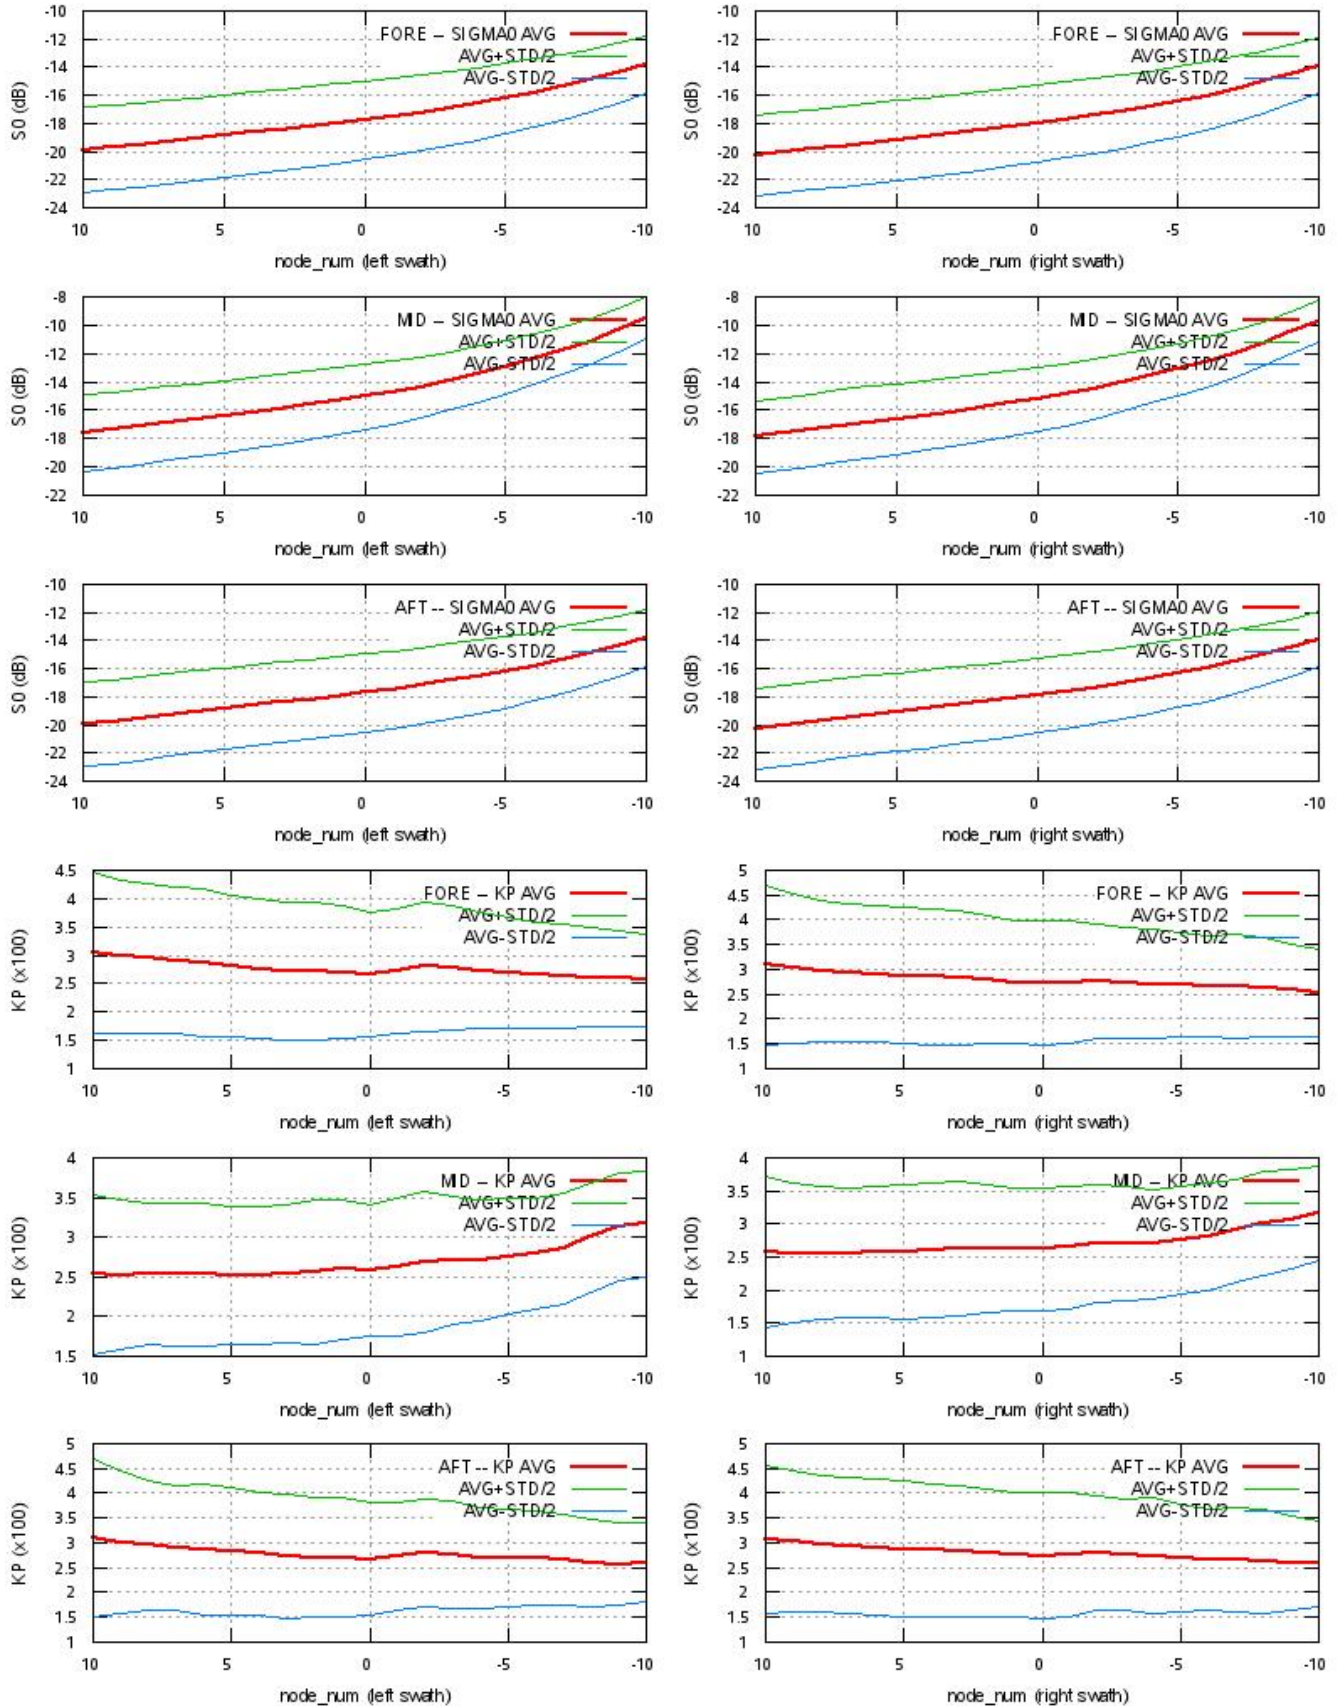 -10
-12
-14
-16
-18
-20
-22
-24
S0 (dB)
FORE – SIGMA0 AVG
AVG+STD/2
AVG-STD/2
10 5 0 -5 -10
node_num (left swath)
-10
-12
-14
-16
-18
-20
-22
-24
S0 (dB)
FORE – SIGMA0 AVG
AVG+STD/2
AVG-STD/2
10 5 0 -5 -10
node_num (right swath)
-8
-10
-12
-14
-16
-18
-20
-22
S0 (dB)
MID – SIGMA0 AVG
AVG+STD/2
AVG-STD/2
10 5 0 -5 -10
node_num (left swath)
-8
-10
-12
-14
-16
-18
-20
-22
S0 (dB)
MID – SIGMA0 AVG
AVG+STD/2
AVG-STD/2
10 5 0 -5 -10
node_num (right swath)
-10
-12
-14
-16
-18
-20
-22
-24
S0 (dB)
AFT -- SIGMA0 AVG
AVG+STD/2
AVG-STD/2
10 5 0 -5 -10
node_num (left swath)
-10
-12
-14
-16
-18
-20
-22
-24
S0 (dB)
AFT -- SIGMA0 AVG
AVG+STD/2
AVG-STD/2
10 5 0 -5 -10
node_num (right swath)
4.5
4
3.5
3
2.5
2
1.5
1
KP (x100)
FORE – KP AVG
AVG+STD/2
AVG-STD/2
10 5 0 -5 -10
node_num (left swath)
5
4.5
4
3.5
3
2.5
2
1.5
1
KP (x100)
FORE – KP AVG
AVG+STD/2
AVG-STD/2
10 5 0 -5 -10
node_num (right swath)
4
3.5
3
2.5
2
1.5
KP (x100)
MID – KP AVG
AVG+STD/2
AVG-STD/2
10 5 0 -5 -10
node_num (left swath)
4
3.5
3
2.5
2
1.5
1
KP (x100)
MID – KP AVG
AVG+STD/2
AVG-STD/2
10 5 0 -5 -10
node_num (right swath)
5
4.5
4
3.5
3
2.5
2
1.5
1
KP (x100)
AFT -- KP AVG
AVG+STD/2
AVG-STD/2
10 5 0 -5 -10
node_num (left swath)
5
4.5
4
3.5
3
2.5
2
1.5
1
KP (x100)
AFT -- KP AVG
AVG+STD/2
AVG-STD/2
10 5 0 -5 -10
node_num (right swath)